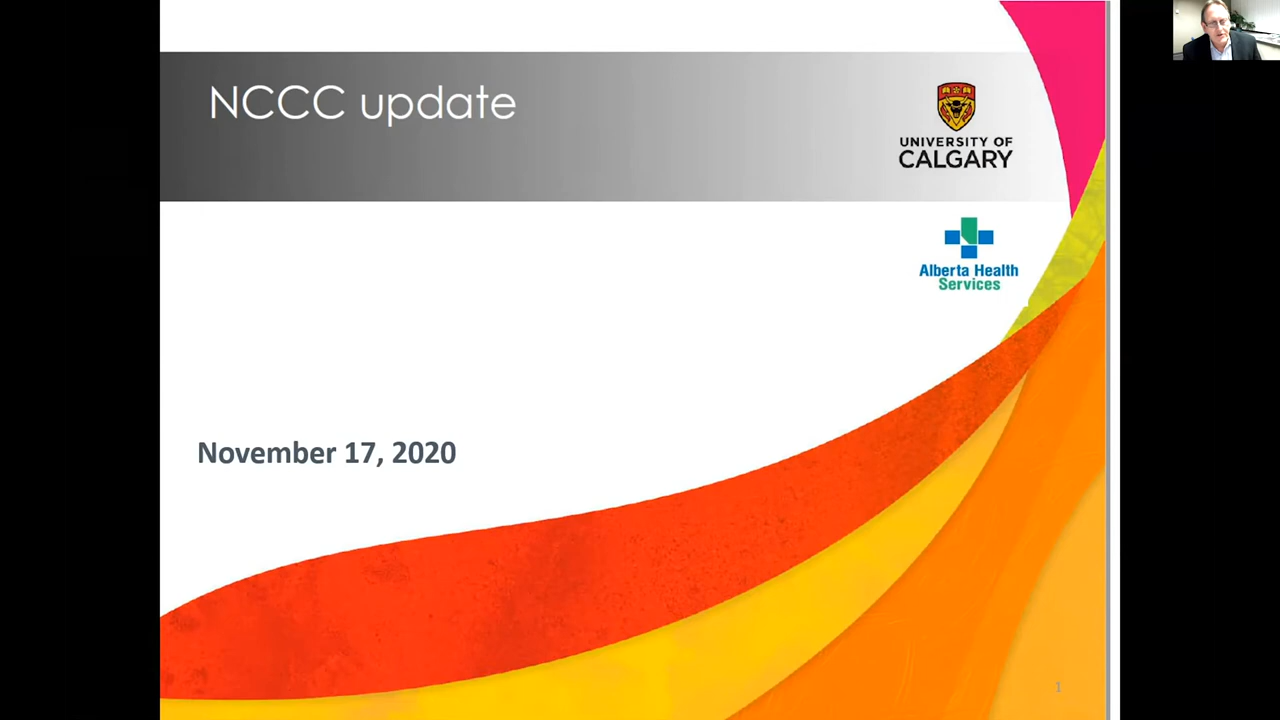 NCCC update
UNIVERSITY OF
CALGARY
Alberta Health
Services
November 17, 2020
1